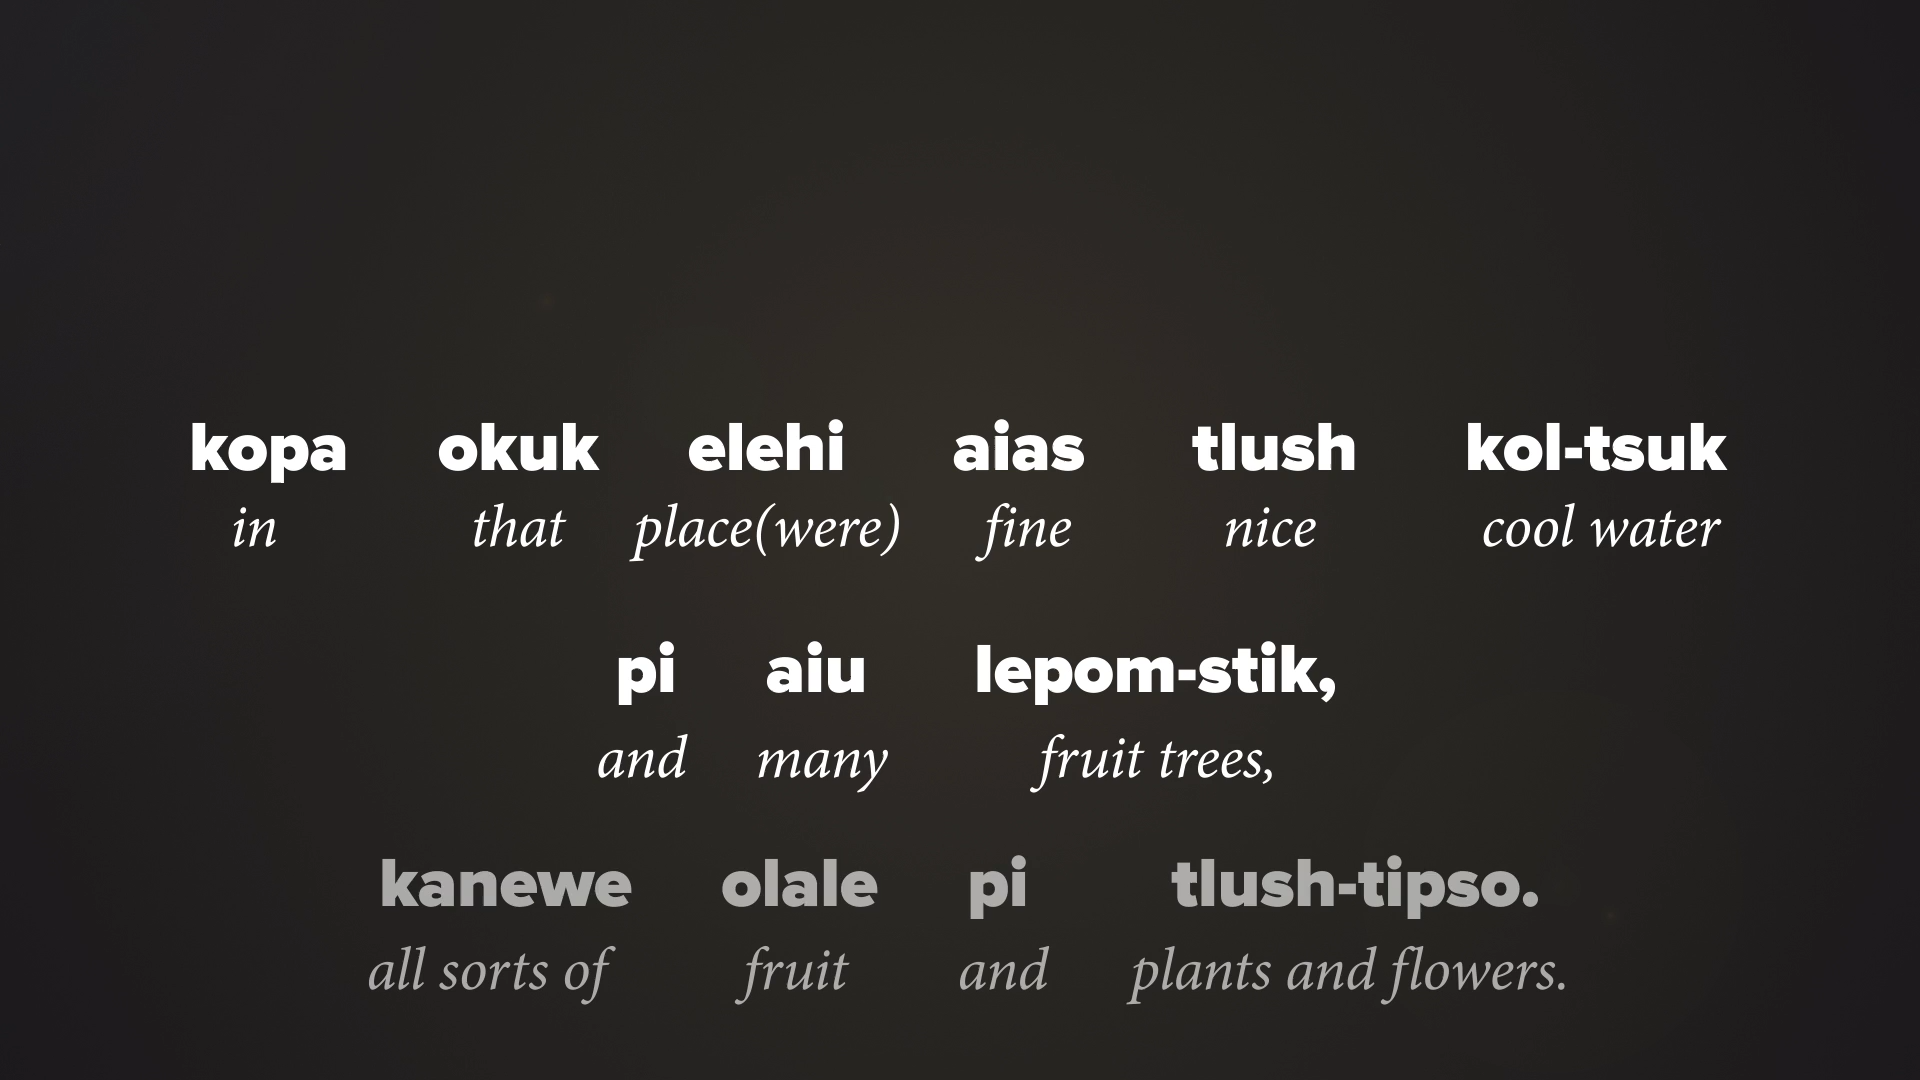 kopa okuk elehi aias tlush kol-tsuk
in that place(were) fine nice cool water
pi aiu lepom-stik,
and many fruit trees,
kanewe olale pi tlush-tipso.
all sorts of fruit and plants and flowers.